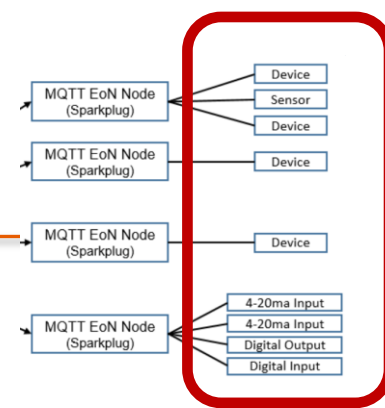 MQTT EoN Node
(Sparkplug)
Device
Sensor
Device
MQTT EoN Node
(Sparkplug)
Device
MQTT EoN Node
(Sparkplug)
Device
MQTT EoN Node
(Sparkplug)
4-20ma Input
4-20ma Input
Digital Output
Digital Input